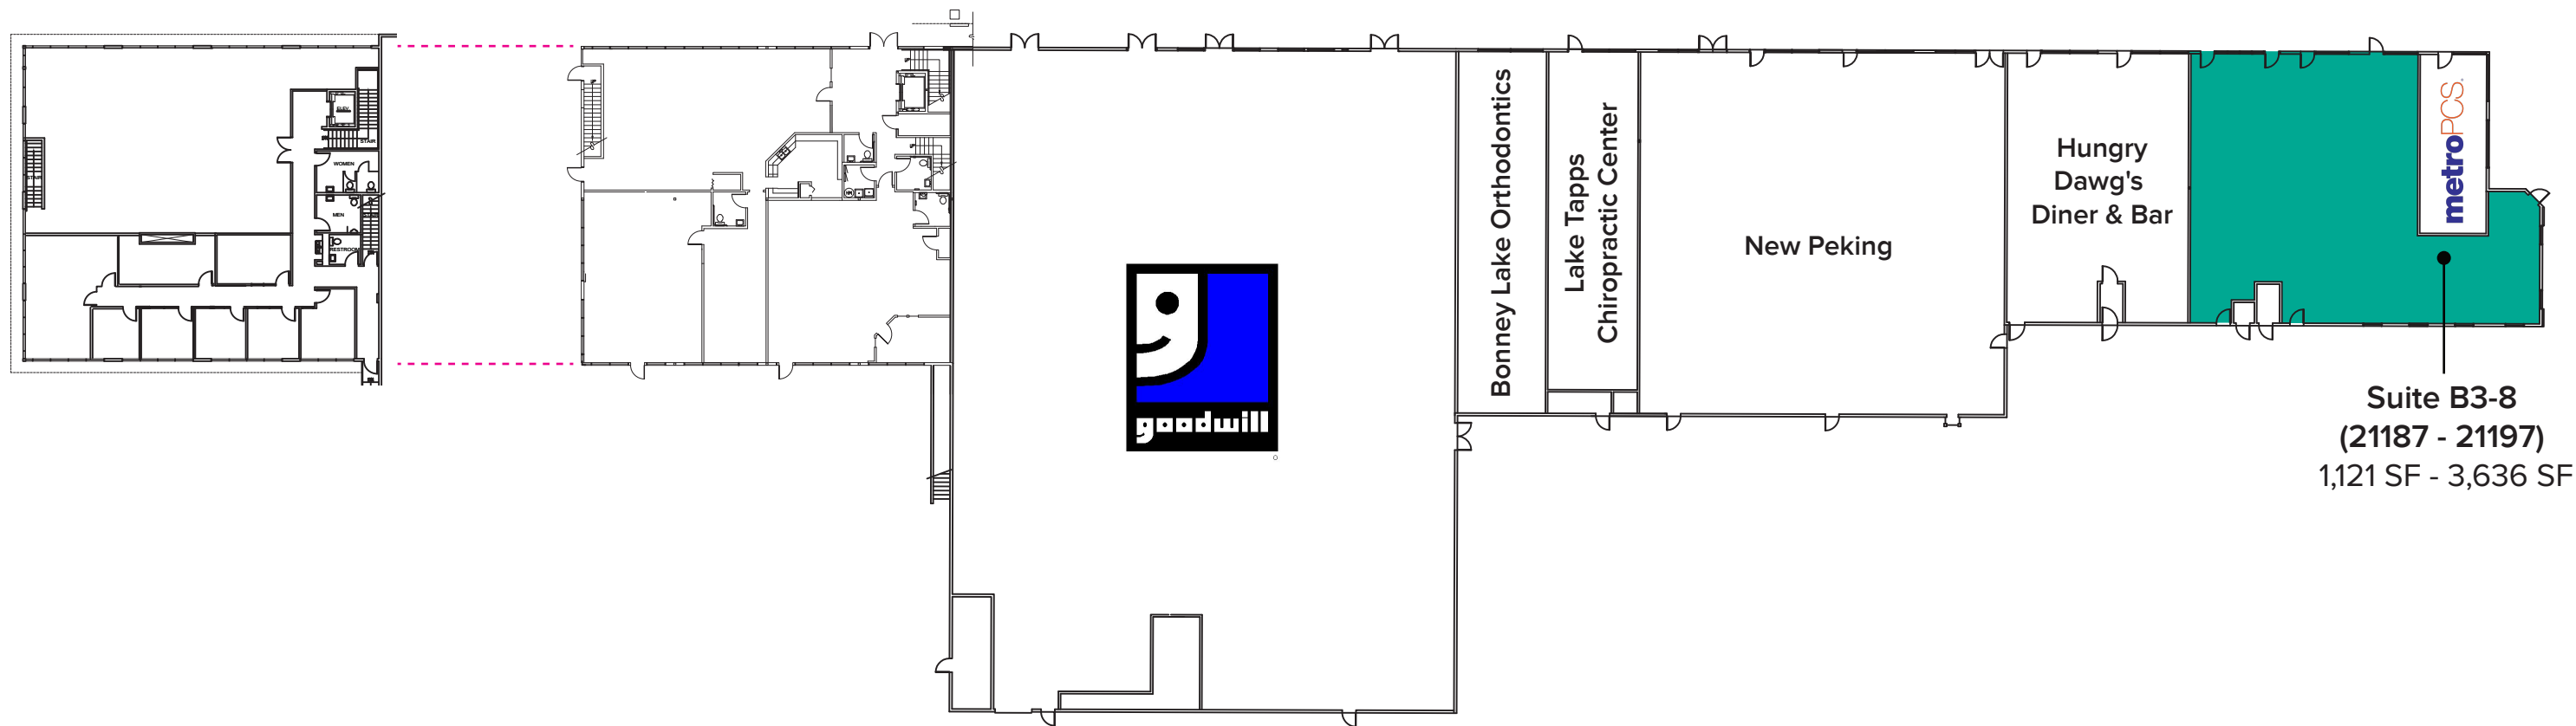 ELEV.
STAIR
WOMEN
STAIR
MEN
RESTROOM
goodwill
Bonney Lake Orthodontics
Lake Tapps
Chiropractic Center
New Peking
Hungry
Dawg's
Diner & Bar
metroPCS.
Suite B3-8
(21187 - 21197)
1,121 SF - 3,636 SF